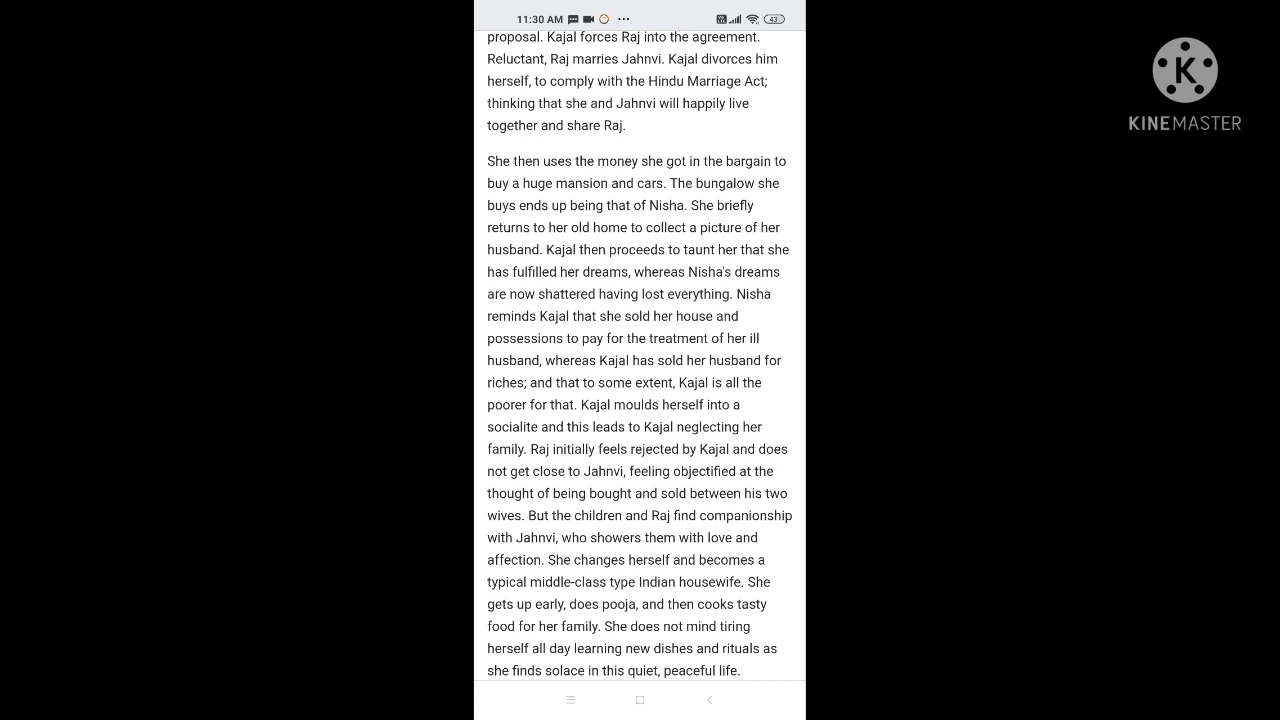 11:30 AM
43
proposal. Kajal forces Raj into the agreement.
Reluctant, Raj marries Jahnvi. Kajal divorces him
herself, to comply with the Hindu Marriage Act;
thinking that she and Jahnvi will happily live
together and share Raj.
She then uses the money she got in the bargain to
buy a huge mansion and cars. The bungalow she
buys ends up being that of Nisha. She briefly
returns to her old home to collect a picture of her
husband. Kajal then proceeds to taunt her that she
has fulfilled her dreams, whereas Nisha's dreams
are now shattered having lost everything. Nisha
reminds Kajal that she sold her house and
possessions to pay for the treatment of her ill
husband, whereas Kajal has sold her husband for
riches; and that to some extent, Kajal is all the
poorer for that. Kajal moulds herself into a
socialite and this leads to Kajal neglecting her
family. Raj initially feels rejected by Kajal and does
not get close to Jahnvi, feeling objectified at the
thought of being bought and sold between his two
wives. But the children and Raj find companionship
with Jahnvi, who showers them with love and
affection. She changes herself and becomes a
typical middle-class type Indian housewife. She
gets up early, does pooja, and then cooks tasty
food for her family. She does not mind tiring
herself all day learning new dishes and rituals as
she finds solace in this quiet, peaceful life.
K
KINEMASTER